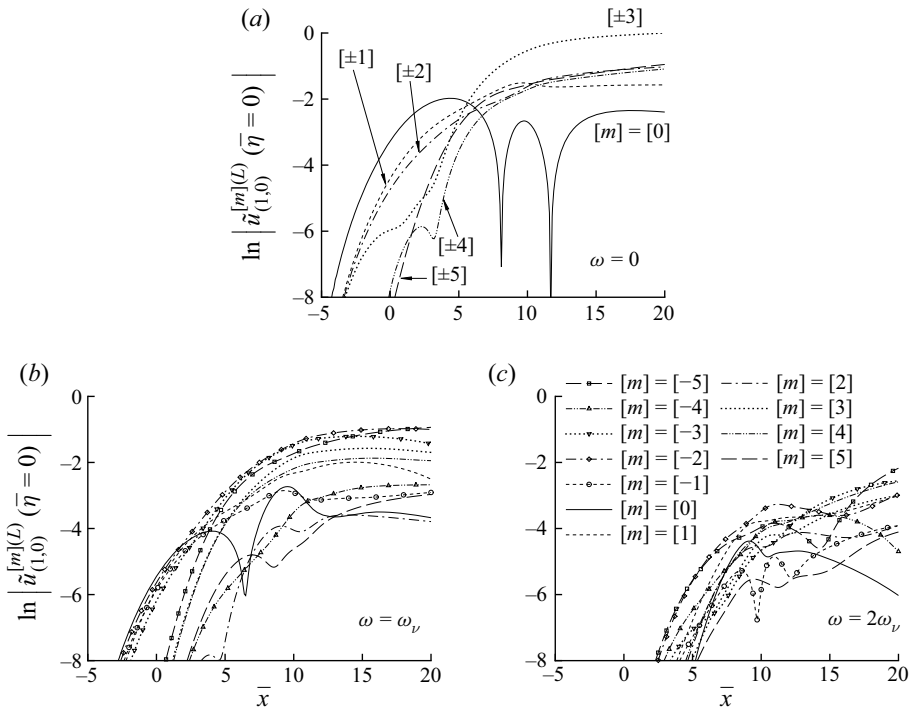 (a)
0
−2
−4
−6
−8
ln |ũ^{[m](L)}_{(1,0)} (η̄ = 0)|
[±3]
[±1]
[±2]
[m] = [0]
[±4]
[±5]
ω = 0
−5 0 5 10 15 20
(b)
0
−2
−4
−6
−8
ln |ũ^{[m](L)}_{(1,0)} (η̄ = 0)|
ω = ω_ν
−5 0 5 10 15 20
x̄
(c)
0
−2
−4
−6
−8
[m] = [−5] [m] = [2]
[m] = [−4] [m] = [3]
[m] = [−3] [m] = [4]
[m] = [−2] [m] = [5]
[m] = [−1]
[m] = [0]
[m] = [1]
ω = 2ω_ν
−5 0 5 10 15 20
x̄